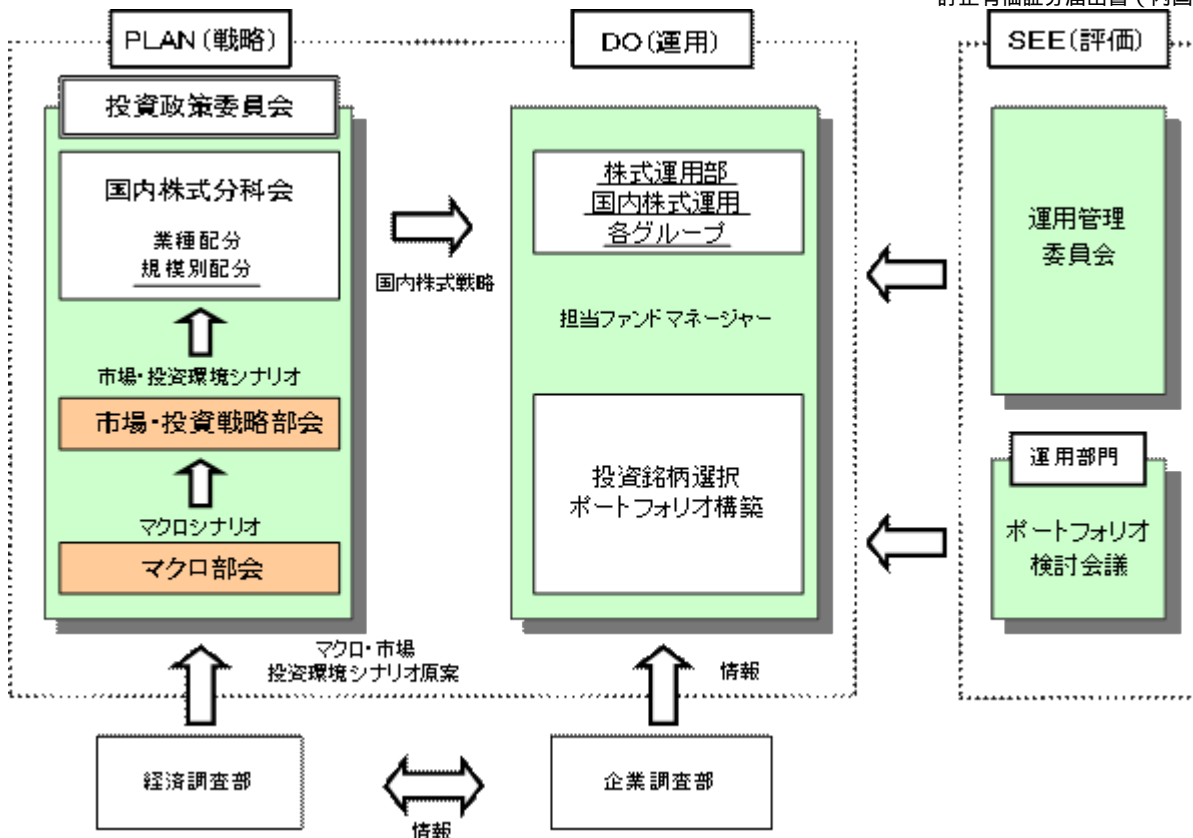 PLAN(戦略)
投資政策委員会
国内株式分科会
業種配分
規模別配分
市場・投資環境シナリオ
市場・投資戦略部会
マクロシナリオ
マクロ部会
国内株式戦略
DO(運用)
株式運用部
国内株式運用
各グループ
担当ファンドマネージャー
投資銘柄選択
ポートフォリオ構築
SEE(評価)
運用管理
委員会
運用部門
ポートフォリオ
検討会議
マクロ・市場
投資環境シナリオ原案
情報
経済調査部
情報
企業調査部